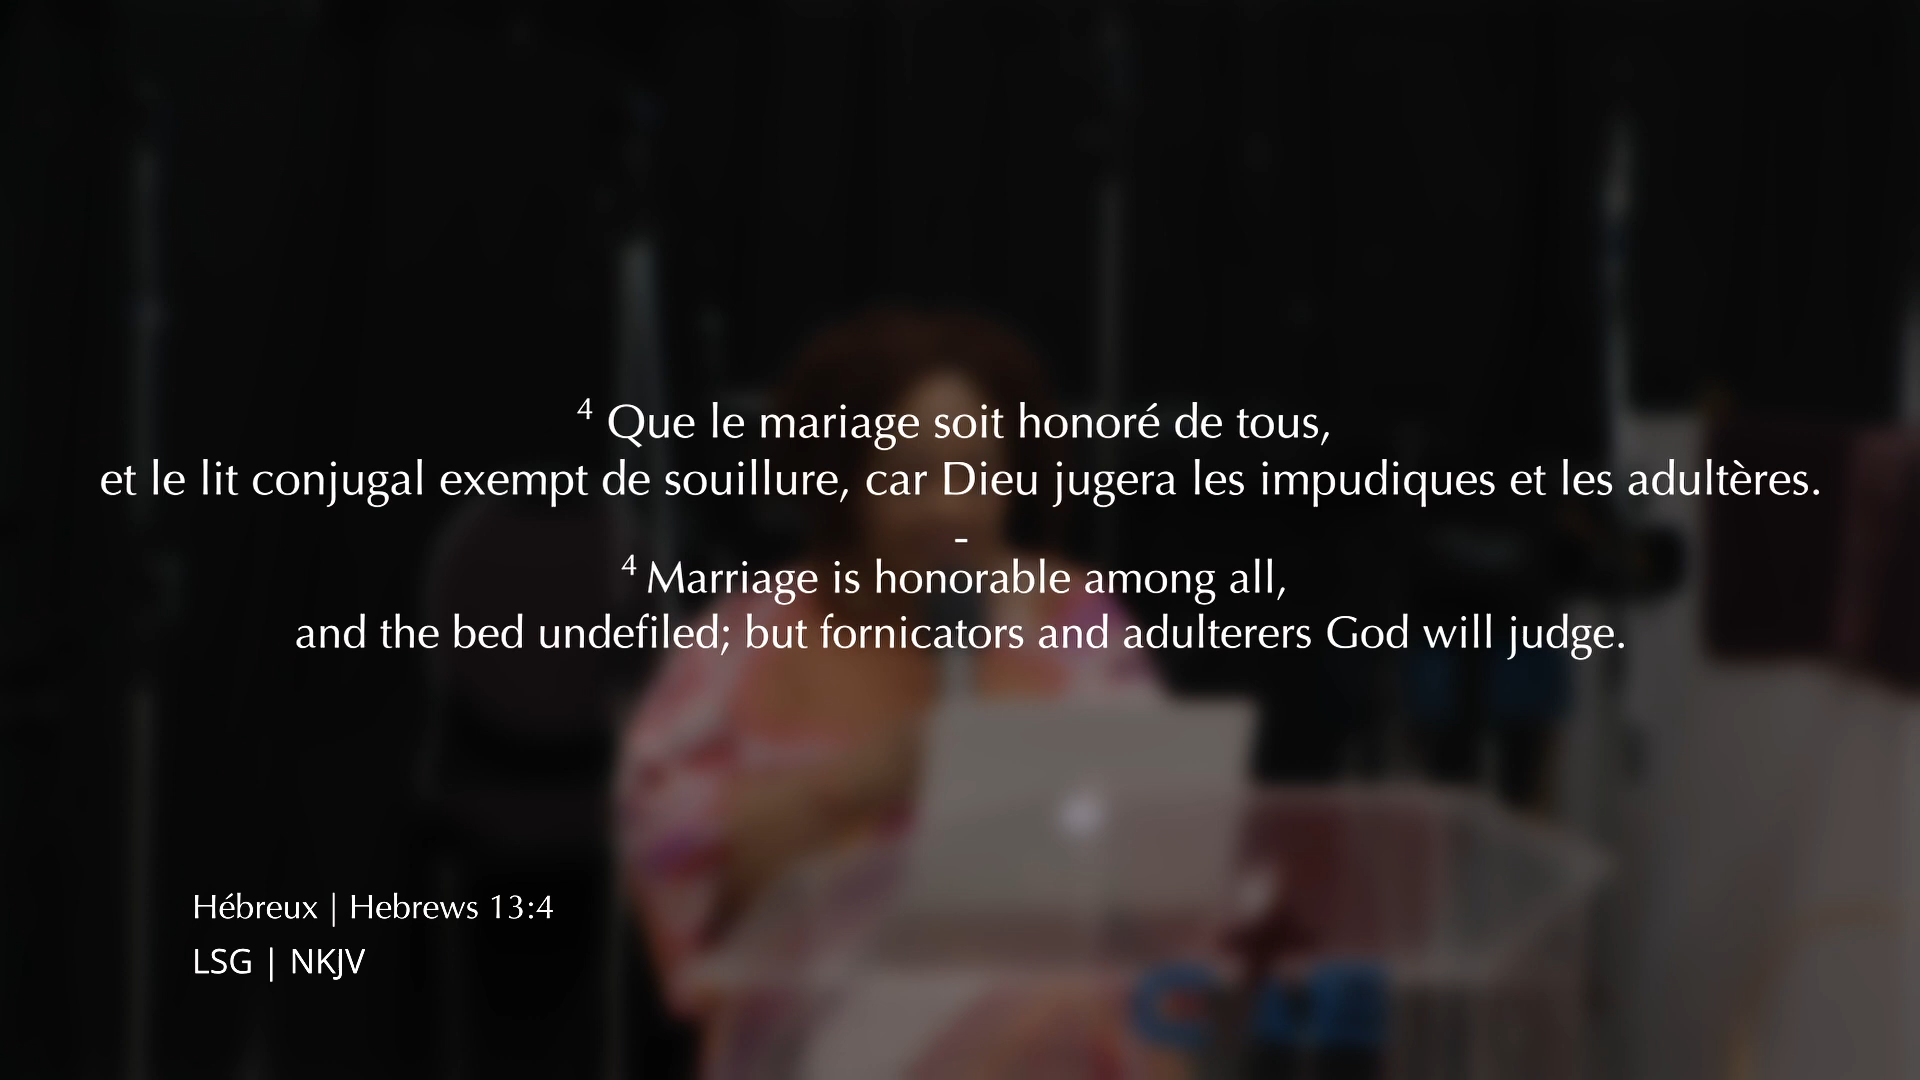 ⁴ Que le mariage soit honoré de tous,
et le lit conjugal exempt de souillure, car Dieu jugera les impudiques et les adultères.
-
⁴ Marriage is honorable among all,
and the bed undefiled; but fornicators and adulterers God will judge.
Hébreux | Hebrews 13:4
LSG | NKJV